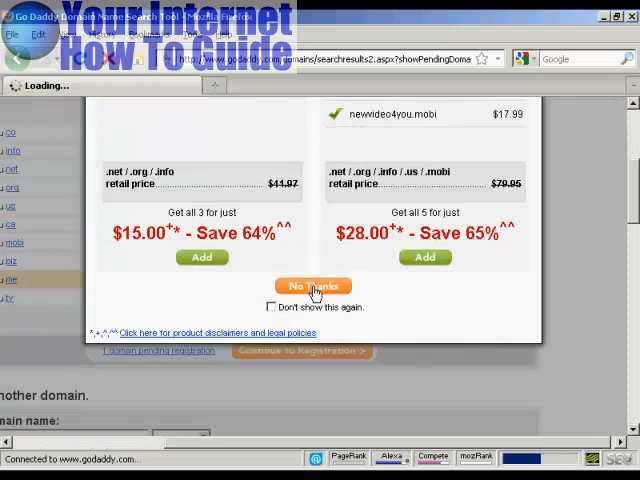 Go Daddy Domain Name Search Tool - Mozilla Firefox
Your Internet
How To Guide
File Edit View History Bookmarks Tools
http://www.godaddy.com/domains/searchresults2.aspx?showPendingDoma
Google
Loading...
newvideo4you.mobi $17.99
u.co
u.info
u.net
u.org
u.us
u.ca
u.mobi
u.biz
u.me
u.tv
.net / .org / .info
retail price $41.97
Get all 3 for just
$15.00+* - Save 64%^^
Add
.net / .org / .info / .us / .mobi
retail price $79.95
Get all 5 for just
$28.00+* - Save 65%^^
Add
No Thanks
Don't show this again.
*,+,^,^^ Click here for product disclaimers and legal policies
1 domain pending registration
Continue to Registration >
nother domain.
main name:
Connected to www.godaddy.com...
PageRank
Alexa
Compete
mozRank